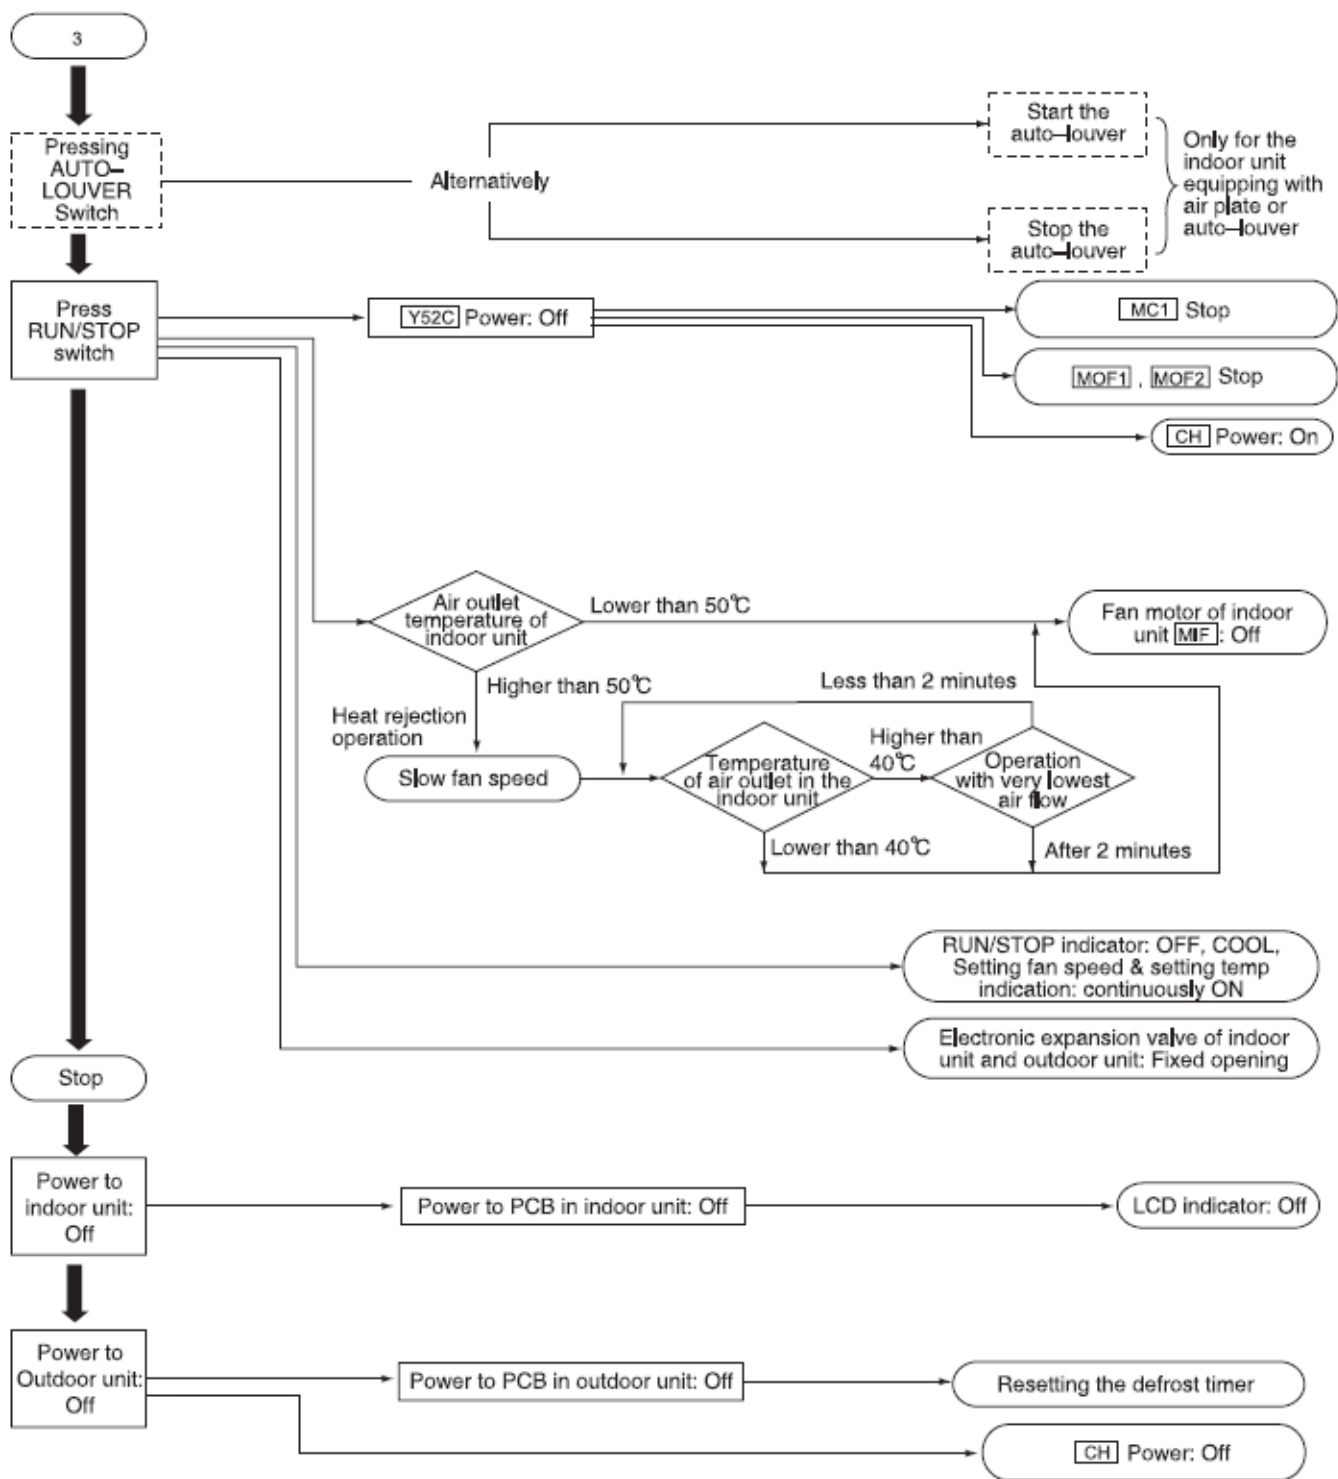 3
Pressing
AUTO–
LOUVER
Switch
Alternatively
Start the
auto–louver
Stop the
auto–louver
Only for the
indoor unit
equipping with
air plate or
auto–louver
Press
RUN/STOP
switch
Y52C Power: Off
MC1 Stop
MOF1 , MOF2 Stop
CH Power: On
Air outlet
temperature of
indoor unit
Lower than 50°C
Fan motor of indoor
unit MIF : Off
Higher than 50°C
Heat rejection
operation
Slow fan speed
Less than 2 minutes
Temperature
of air outlet in the
indoor unit
Higher than
40°C
Operation
with very lowest
air flow
Lower than 40°C
After 2 minutes
RUN/STOP indicator: OFF, COOL,
Setting fan speed & setting temp
indication: continuously ON
Electronic expansion valve of indoor
unit and outdoor unit: Fixed opening
Stop
Power to
indoor unit:
Off
Power to PCB in indoor unit: Off
LCD indicator: Off
Power to
Outdoor unit:
Off
Power to PCB in outdoor unit: Off
Resetting the defrost timer
CH Power: Off